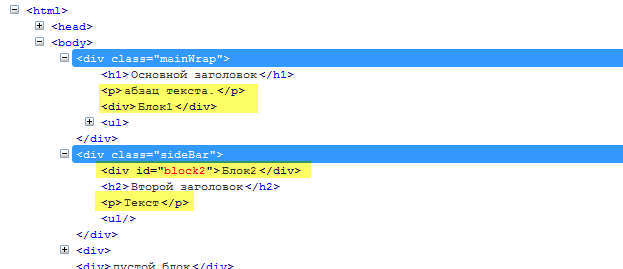 <html>
<head>
<body>
<div class="mainWrap">
<h1>Основной заголовок</h1>
<p>абзац текста.</p>
<div>Блок1</div>
<ul>
</div>
<div class="sideBar">
<div id="block2">Блок2</div>
<h2>Второй заголовок</h2>
<p>Текст</p>
<ul/>
</div>
<div>
<div>пустой блок</div>